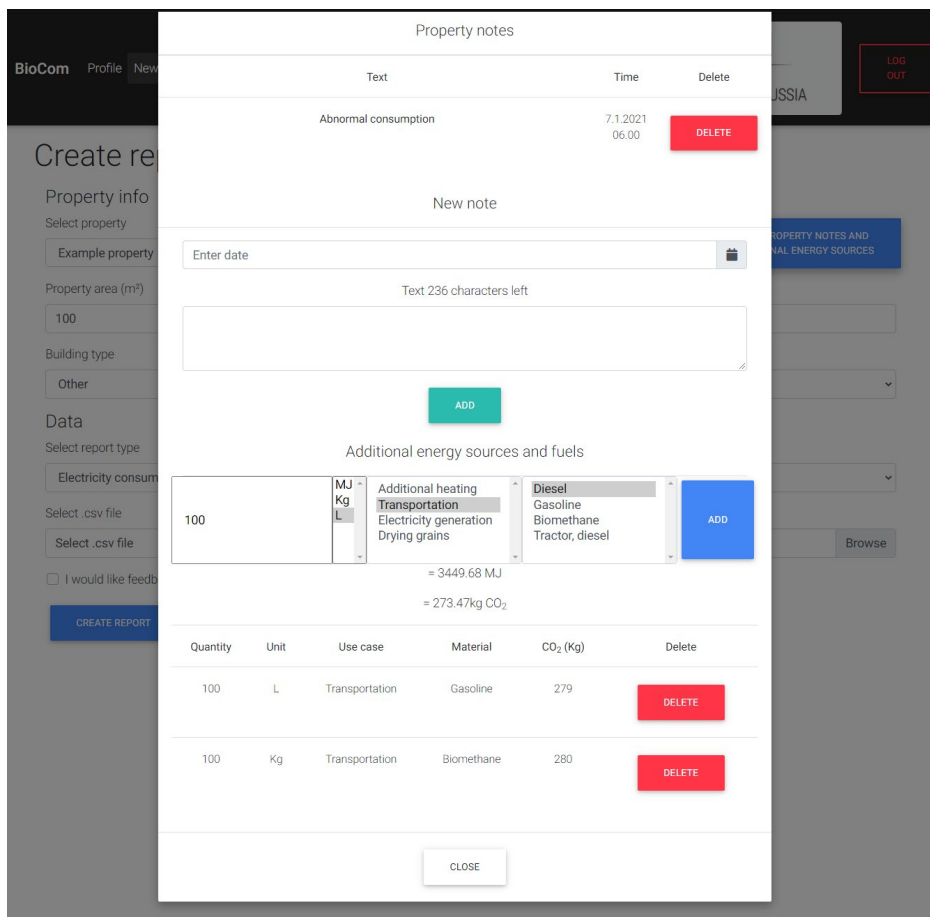 Property notes
BioCom Profile New
LOG
OUT
USSIA
Text Time Delete
Abnormal consumption 7.1.2021
06.00 DELETE
Create re
Property info
New note
Select property
Example property
Enter date
ROPERTY NOTES AND
NAL ENERGY SOURCES
Property area (m²)
Text 236 characters left
100
Building type
Other
ADD
Data
Select report type
Additional energy sources and fuels
Electricity consum
100
MJ
Kg
L
Additional heating
Transportation
Electricity generation
Drying grains
Diesel
Gasoline
Biomethane
Tractor, diesel
ADD
Select .csv file
Select .csv file
Browse
= 3449.68 MJ
I would like feedb
= 273.47kg CO₂
CREATE REPORT
Quantity Unit Use case Material CO₂ (Kg) Delete
100 L Transportation Gasoline 279 DELETE
100 Kg Transportation Biomethane 280 DELETE
CLOSE